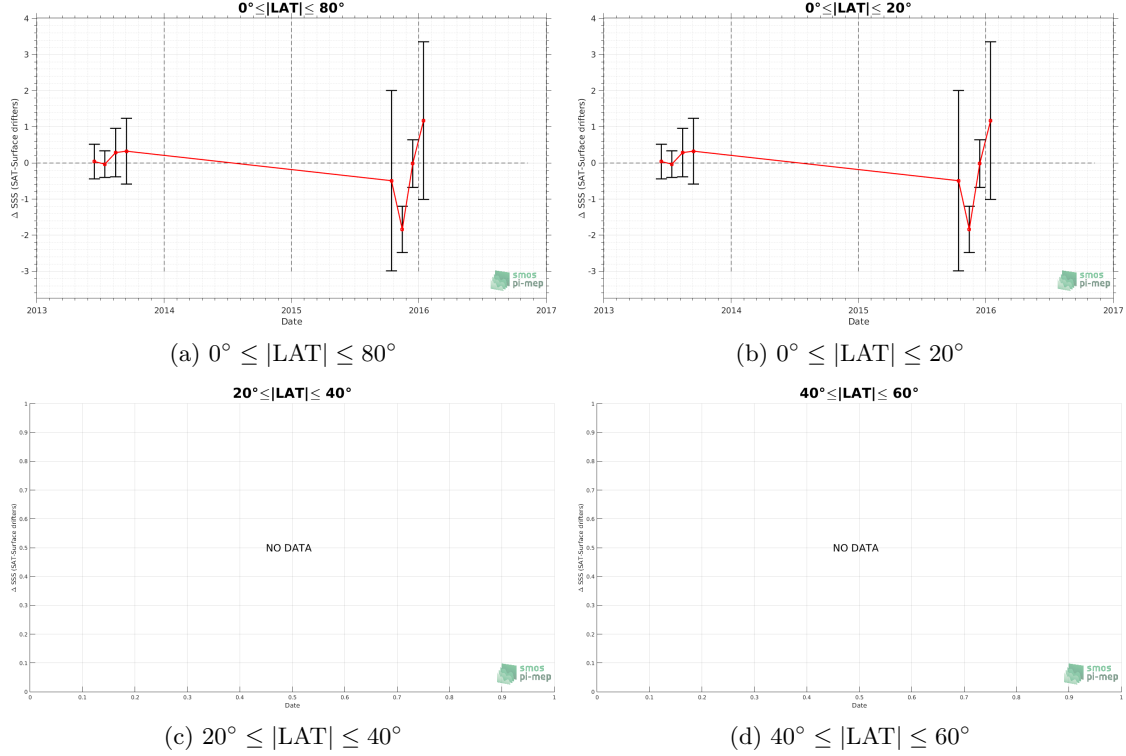 0°≤|LAT|≤ 80°
4
3
2
1
0
-1
-2
-3
Δ SSS (SAT-Surface drifters)
2013 2014 2015 2016 2017
Date
smos
pi-mep
(a) 0° ≤ |LAT| ≤ 80°
0°≤|LAT|≤ 20°
4
3
2
1
0
-1
-2
-3
Δ SSS (SAT-Surface drifters)
2013 2014 2015 2016 2017
Date
smos
pi-mep
(b) 0° ≤ |LAT| ≤ 20°
20°≤|LAT|≤ 40°
1
0.9
0.8
0.7
0.6
0.5
0.4
0.3
0.2
0.1
0
Δ SSS (SAT-Surface drifters)
NO DATA
0 0.1 0.2 0.3 0.4 0.5 0.6 0.7 0.8 0.9 1
Date
smos
pi-mep
(c) 20° ≤ |LAT| ≤ 40°
40°≤|LAT|≤ 60°
1
0.9
0.8
0.7
0.6
0.5
0.4
0.3
0.2
0.1
0
Δ SSS (SAT-Surface drifters)
NO DATA
0 0.1 0.2 0.3 0.4 0.5 0.6 0.7 0.8 0.9 1
Date
smos
pi-mep
(d) 40° ≤ |LAT| ≤ 60°